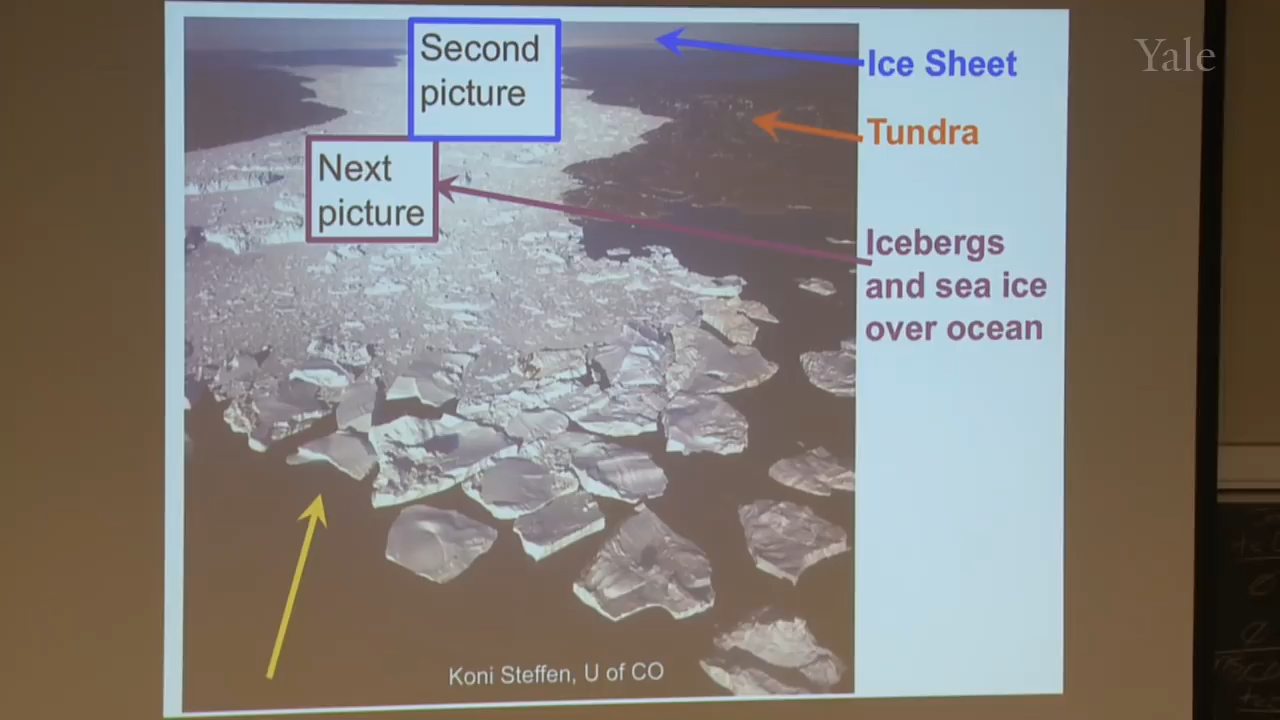 Second
picture
Ice Sheet
Yale
Tundra
Next
picture
Icebergs
and sea ice
over ocean
Koni Steffen, U of CO